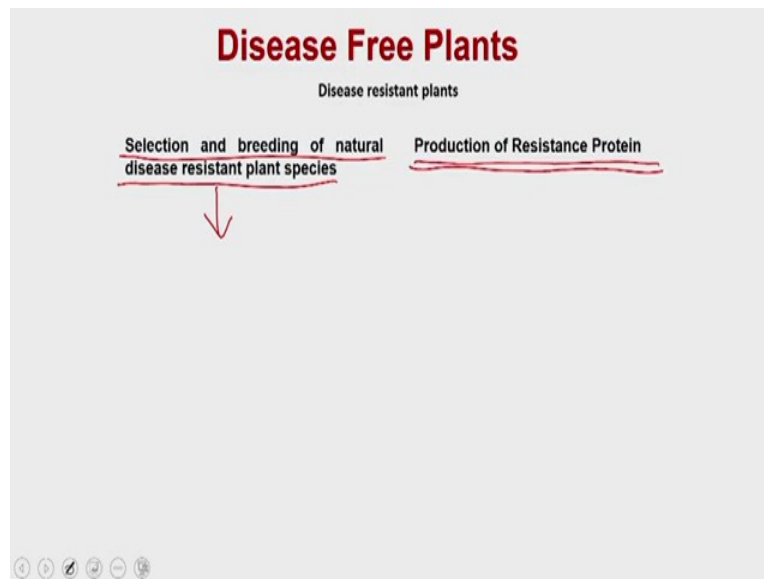 Disease Free Plants
Disease resistant plants
Selection and breeding of natural
disease resistant plant species
Production of Resistance Protein